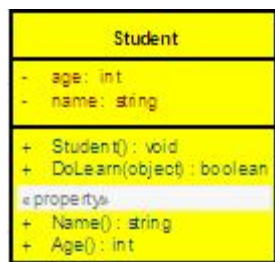 Student
- age: int
- name: string
+ Student() : void
+ DoLearn(object) : boolean
«property»
+ Name() : string
+ Age() : int